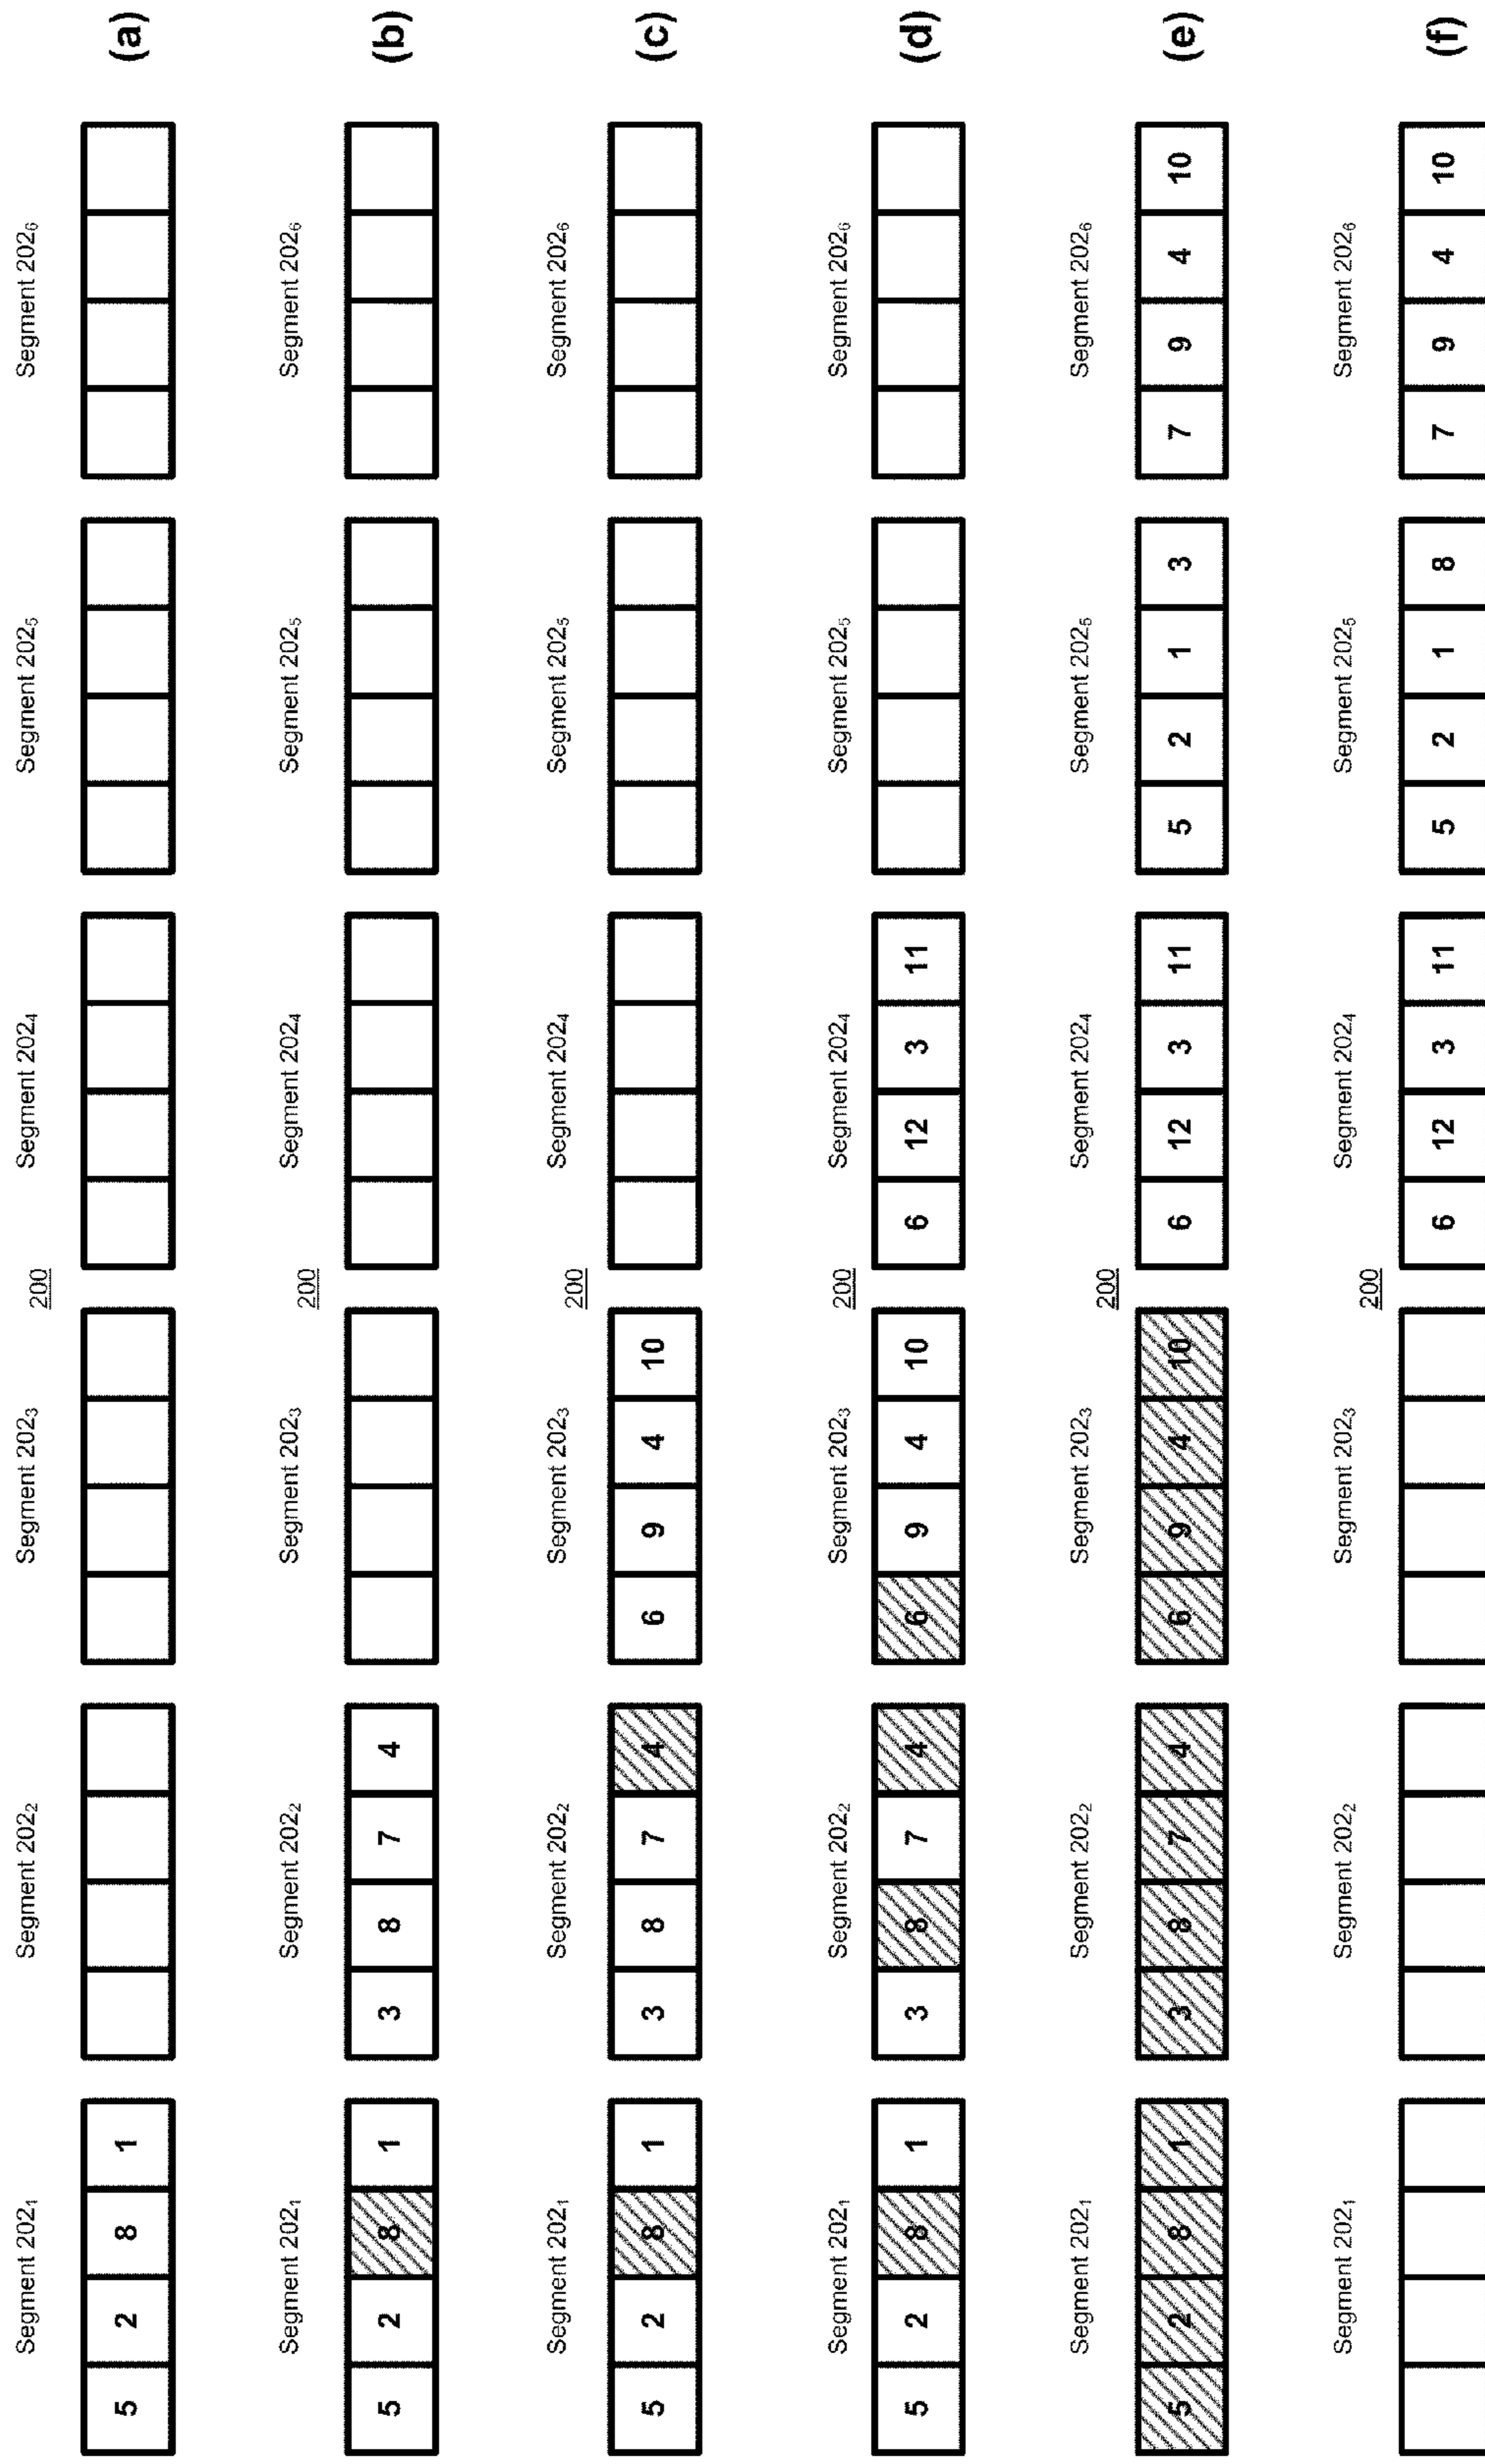 200
Segment 202₁ Segment 202₂ Segment 202₃ Segment 202₄ Segment 202₅ Segment 202₆
5 2 8 1 (a)
200
Segment 202₁ Segment 202₂ Segment 202₃ Segment 202₄ Segment 202₅ Segment 202₆
5 2 8 1 3 8 7 4 (b)
200
Segment 202₁ Segment 202₂ Segment 202₃ Segment 202₄ Segment 202₅ Segment 202₆
5 2 8 1 3 8 7 4 6 9 4 10 (c)
200
Segment 202₁ Segment 202₂ Segment 202₃ Segment 202₄ Segment 202₅ Segment 202₆
5 2 8 1 3 8 7 4 6 9 4 10 6 12 3 11 (d)
200
Segment 202₁ Segment 202₂ Segment 202₃ Segment 202₄ Segment 202₅ Segment 202₆
5 2 8 1 3 8 7 4 6 9 4 10 6 12 3 11 5 2 1 3 7 9 4 10 (e)
200
Segment 202₁ Segment 202₂ Segment 202₃ Segment 202₄ Segment 202₅ Segment 202₆
6 12 3 11 5 2 1 8 7 9 4 10 (f)